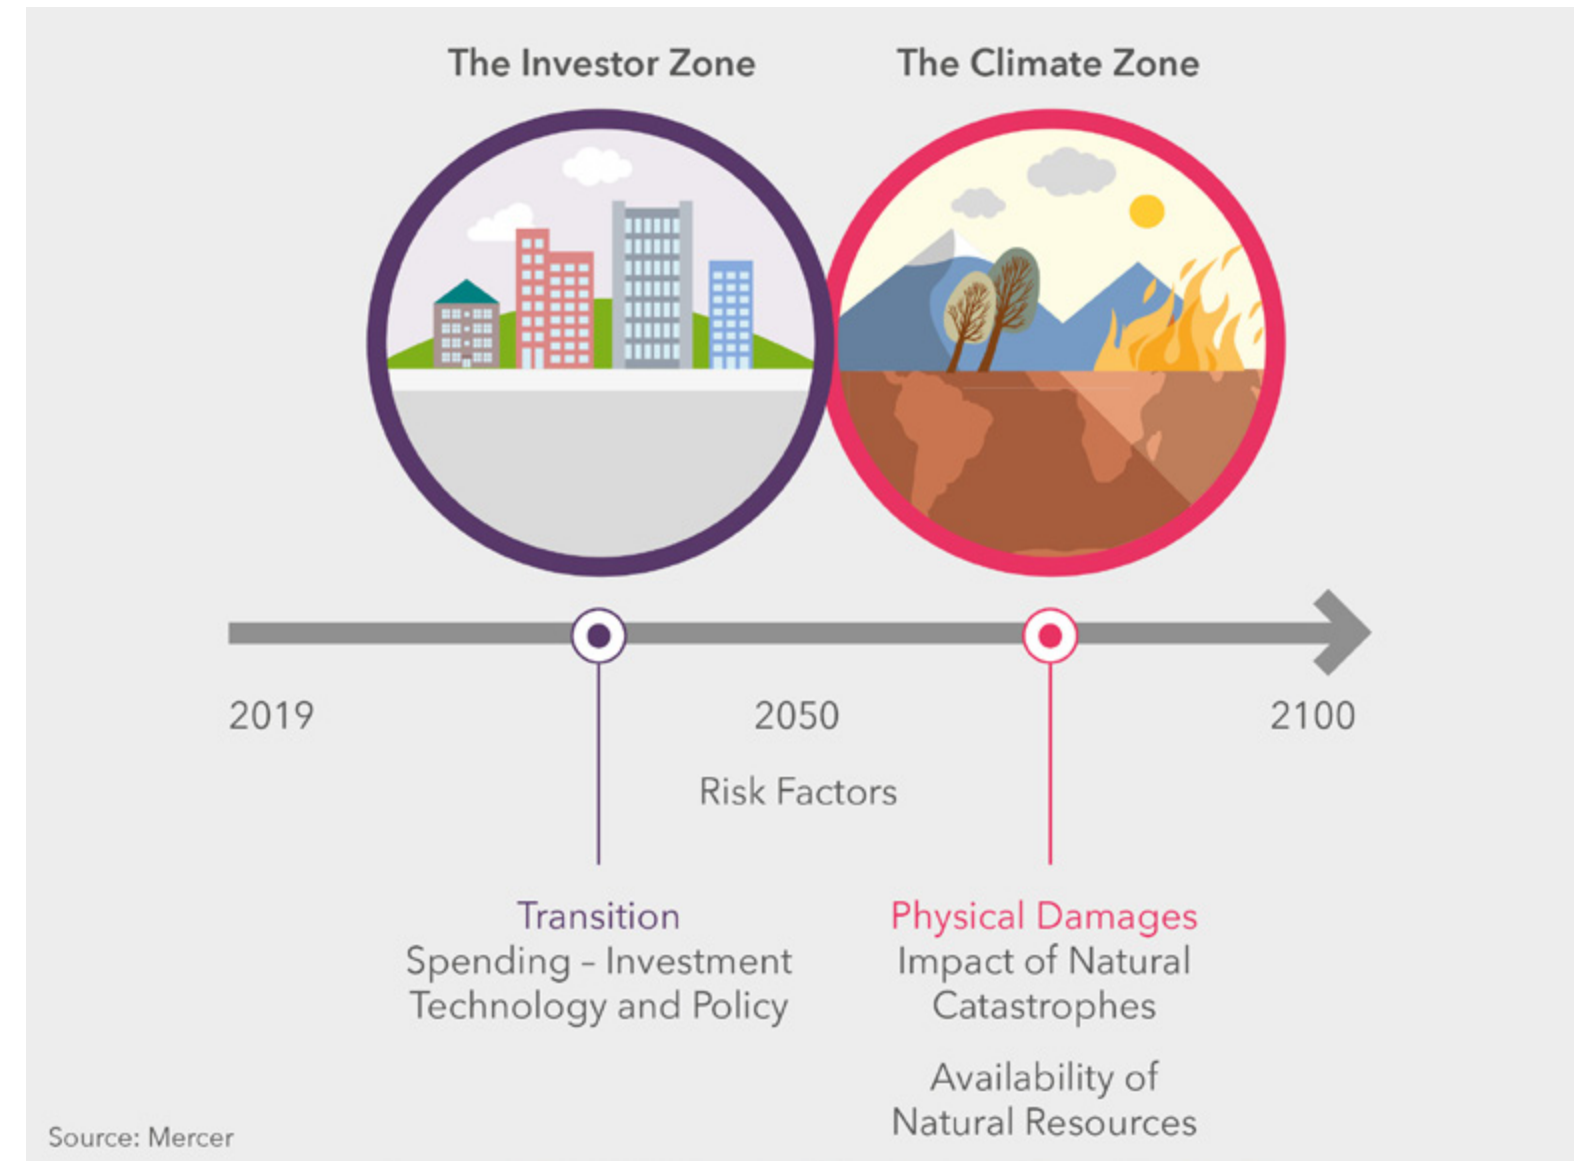 The Investor Zone
The Climate Zone
2019
2050
2100
Risk Factors
Transition
Spending – Investment
Technology and Policy
Physical Damages
Impact of Natural
Catastrophes
Availability of
Natural Resources
Source: Mercer